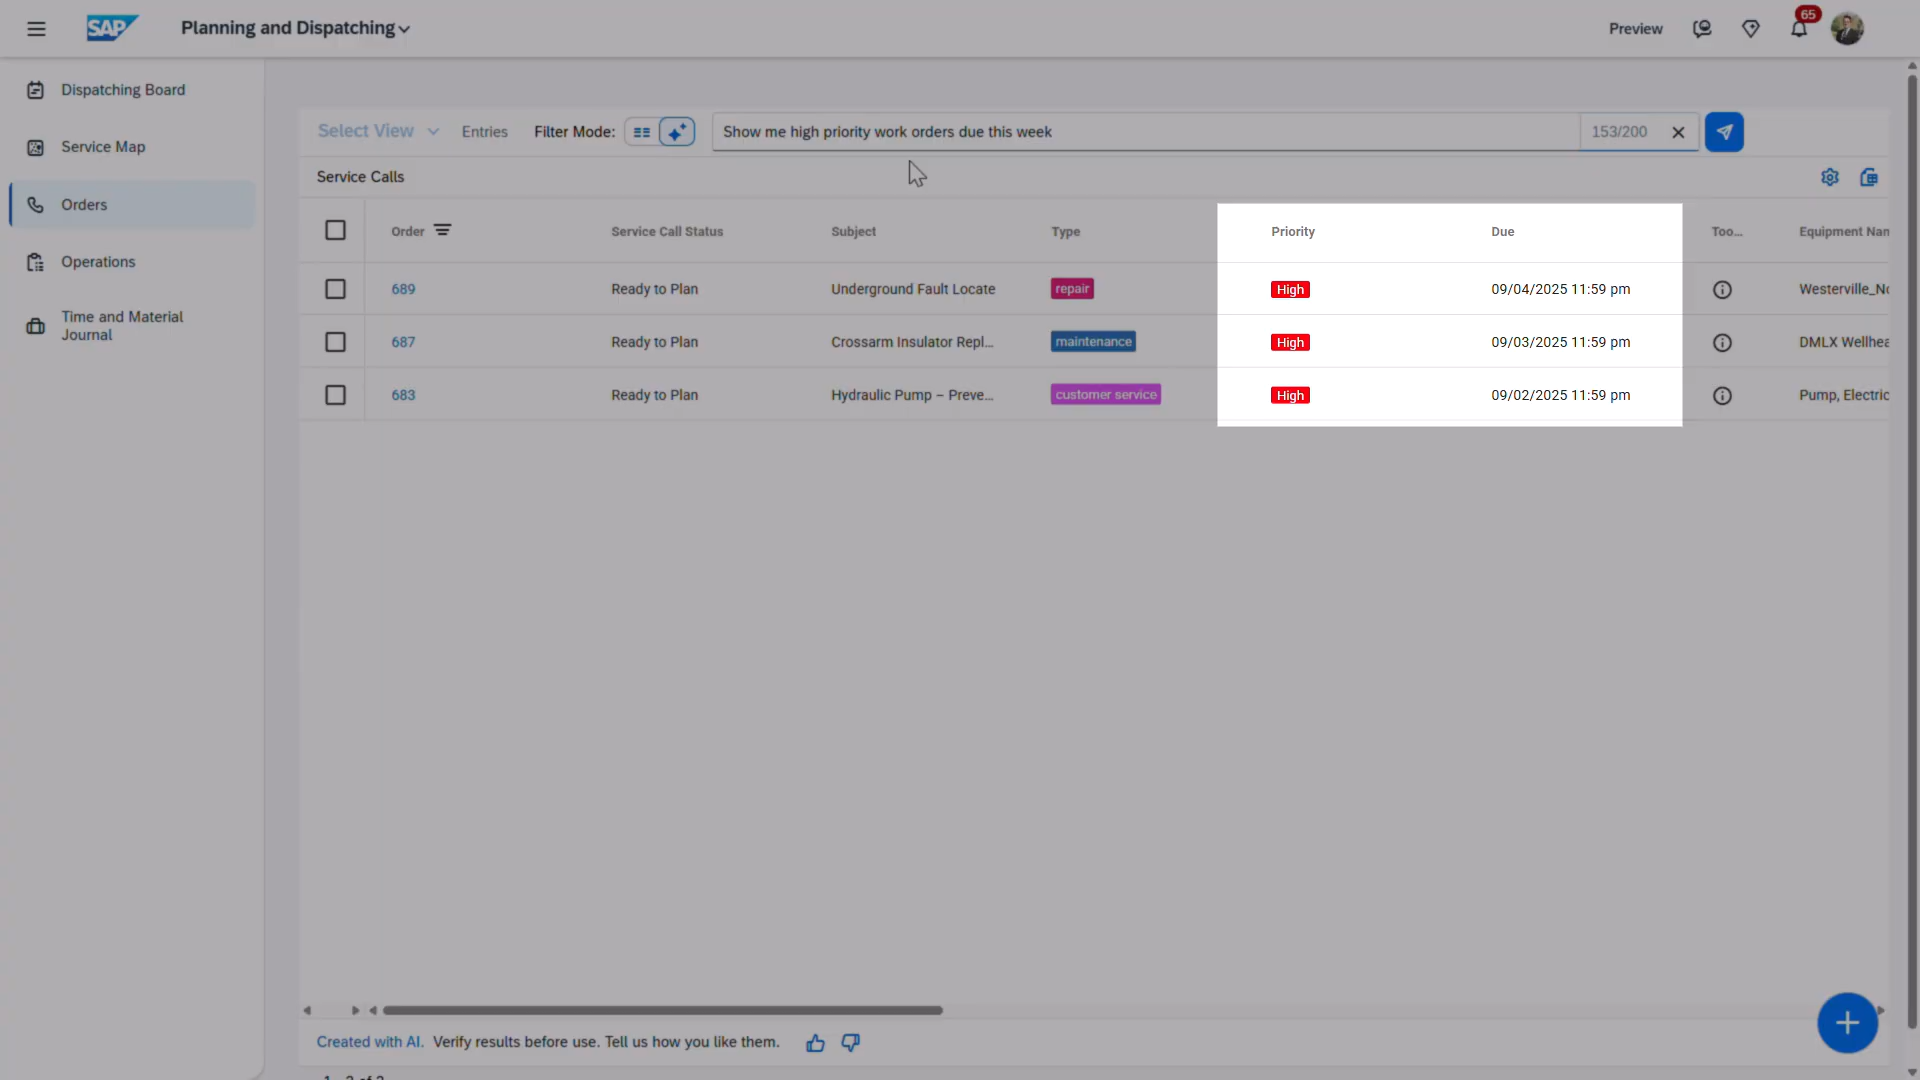 SAP
Planning and Dispatching
Preview
65
Dispatching Board
Service Map
Orders
Operations
Time and Material
Journal
Select View
Entries
Filter Mode:
Show me high priority work orders due this week
153/200
Service Calls
Order Service Call Status Subject Type Priority Due Too... Equipment Nan
689 Ready to Plan Underground Fault Locate repair High 09/04/2025 11:59 pm Westerville_No
687 Ready to Plan Crossarm Insulator Repl... maintenance High 09/03/2025 11:59 pm DMLX Wellhea
683 Ready to Plan Hydraulic Pump – Preve... customer service High 09/02/2025 11:59 pm Pump, Electric
Created with AI. Verify results before use. Tell us how you like them.